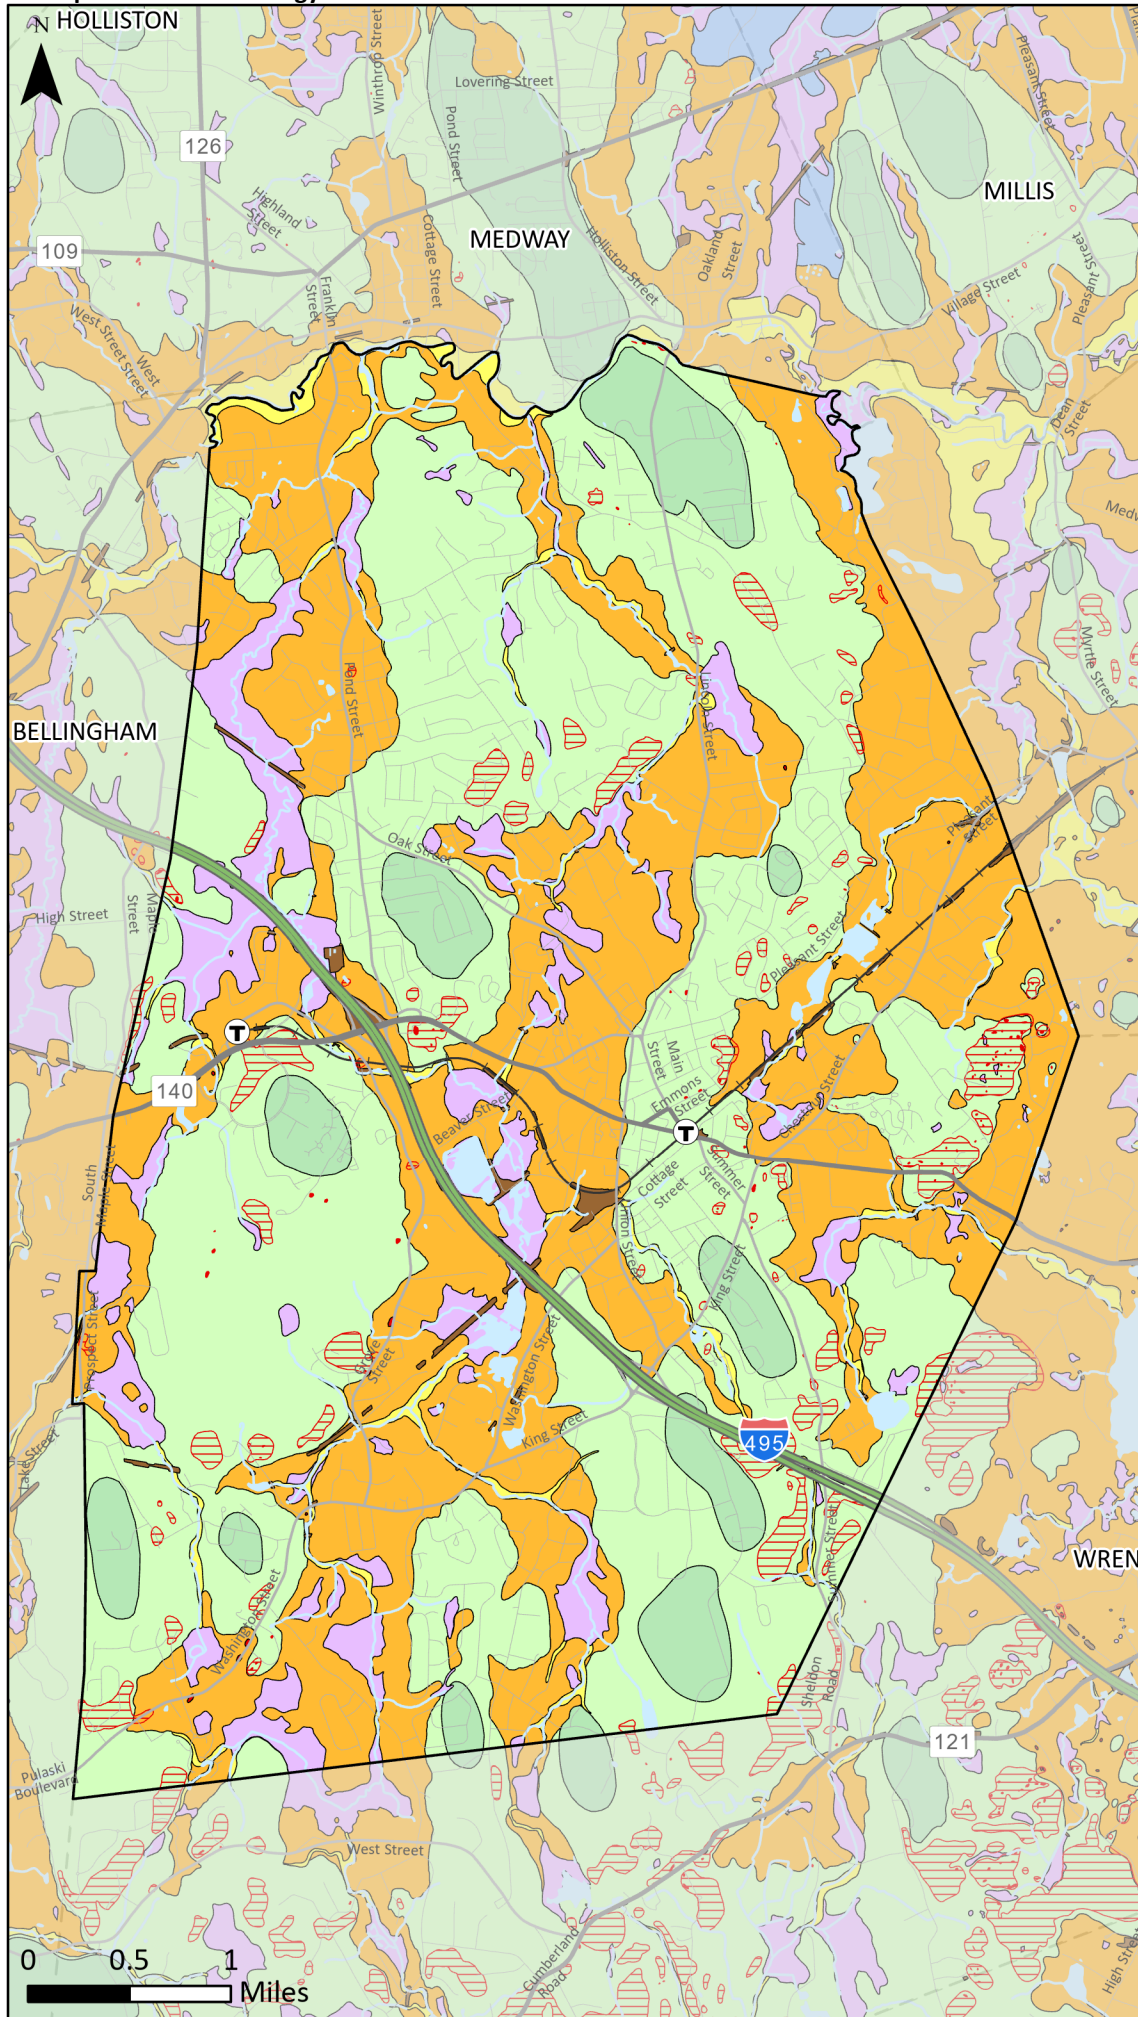 HOLLISTON
N
Winthrop Street
Lovering Street
Pleasant Street
Pond Street
126
MILLIS
Highland
Street
MEDWAY
Cottage Street
Holliston Street
Oakland
Street
109
Pleasant Street
Franklin
Street
Village Street
West Street
West
Street
Dean
Street
Myrtle Street
Pond Street
Lincoln Street
BELLINGHAM
Pleasant
Street
Oak Street
High Street
Maple
Street
Pleasant Street
T
Main
Street
140
Emmons
Street
Chestnut Street
Beaver Street
T
Summer
Street
Cottage
Street
South
Maple Street
Union Street
King Street
Prospect Street
Grove
Street
Washington Street
King Street
495
Lake Street
Summer Street
WREN
Washington Street
Sheldon
Road
121
Pulaski
Boulevard
West Street
Cumberland
Road
High Street
0 0.5 1
Miles